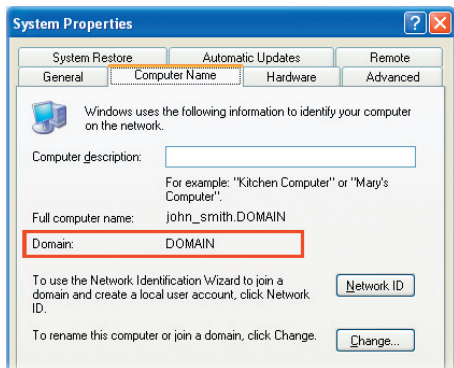 System Properties
System Restore Automatic Updates Remote
General Computer Name Hardware Advanced
Windows uses the following information to identify your computer
on the network.
Computer description:
For example: "Kitchen Computer" or "Mary's
Computer".
Full computer name: john_smith.DOMAIN
Domain: DOMAIN
To use the Network Identification Wizard to join a
domain and create a local user account, click Network
ID.
Network ID
To rename this computer or join a domain, click Change.
Change...